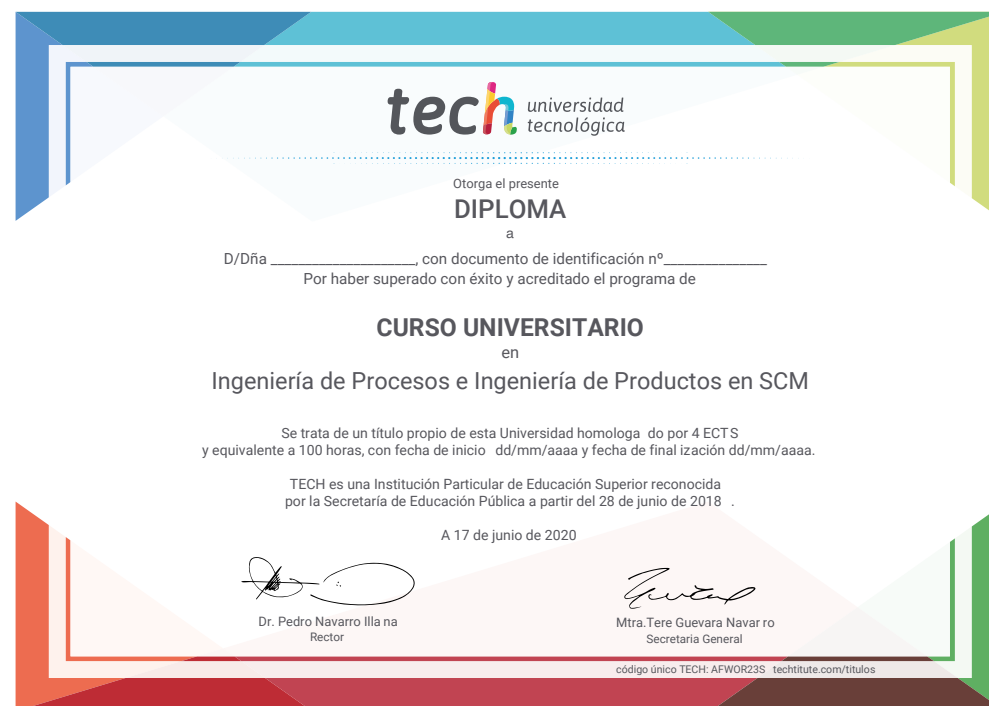 tech universidad
tecnológica
Otorga el presente
DIPLOMA
a
D/Dña ____________________, con documento de identificación nº______________
Por haber superado con éxito y acreditado el programa de
CURSO UNIVERSITARIO
en
Ingeniería de Procesos e Ingeniería de Productos en SCM
Se trata de un título propio de esta Universidad homologa do por 4 ECTS
y equivalente a 100 horas, con fecha de inicio dd/mm/aaaa y fecha de final ización dd/mm/aaaa.
TECH es una Institución Particular de Educación Superior reconocida
por la Secretaría de Educación Pública a partir del 28 de junio de 2018 .
A 17 de junio de 2020
Dr. Pedro Navarro Illa na
Rector
Mtra.Tere Guevara Navar ro
Secretaria General
código único TECH: AFWOR23S techtitute.com/titulos